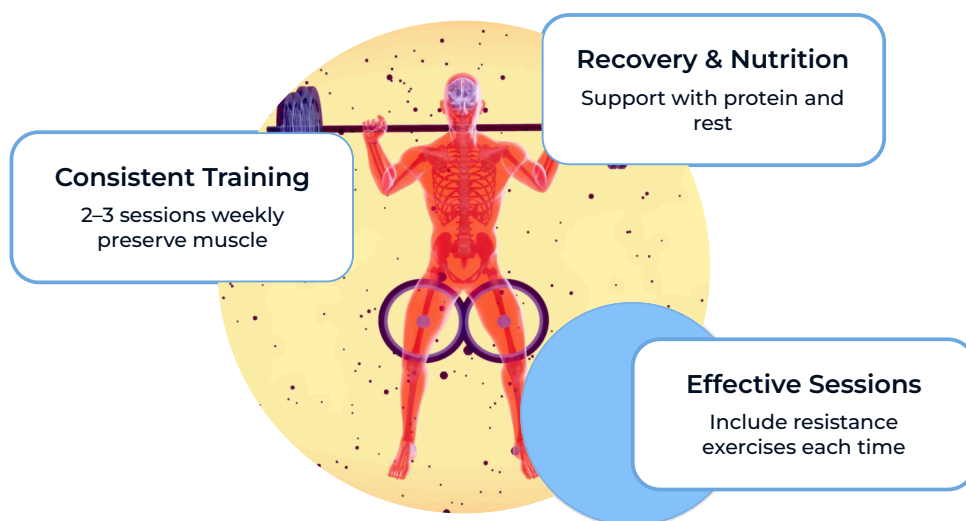 Recovery & Nutrition
Support with protein and
rest
Consistent Training
2–3 sessions weekly
preserve muscle
Effective Sessions
Include resistance
exercises each time